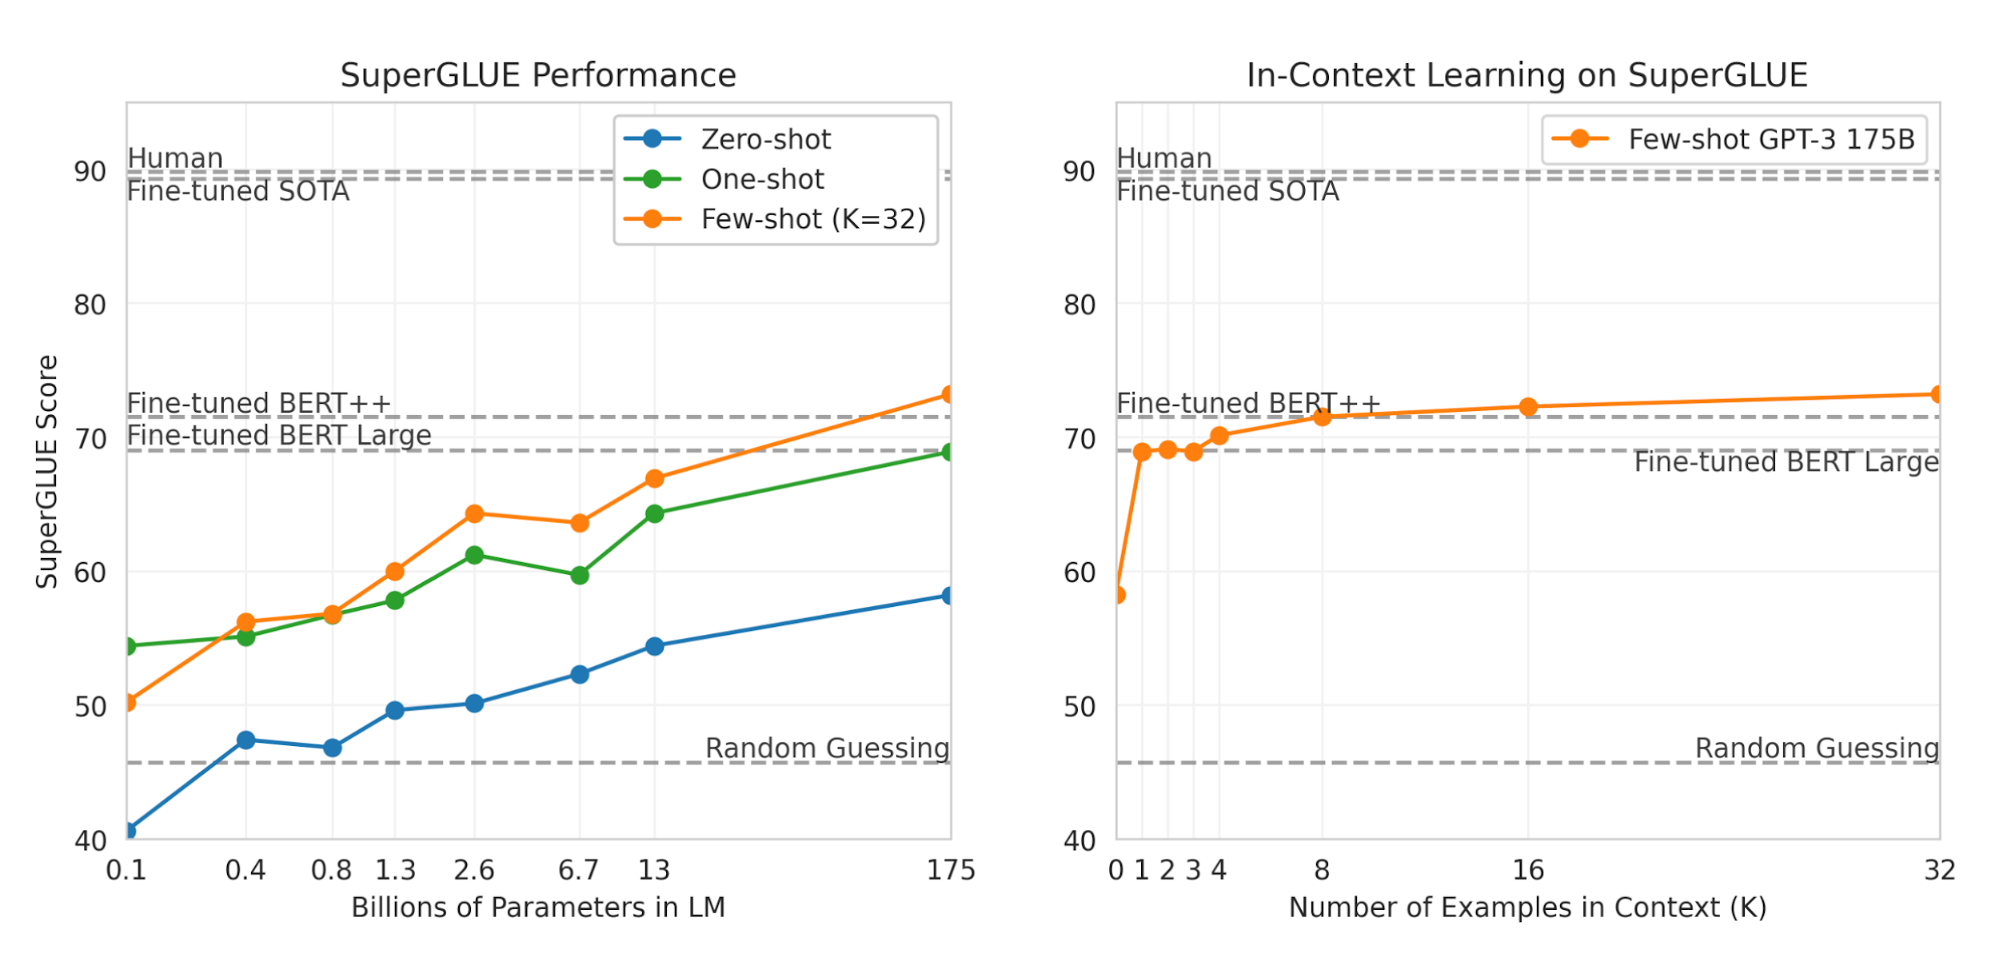 SuperGLUE Performance
Zero-shot
One-shot
Few-shot (K=32)
Human
Fine-tuned SOTA
Fine-tuned BERT++
Fine-tuned BERT Large
Random Guessing
SuperGLUE Score
90
80
70
60
50
40
0.1 0.4 0.8 1.3 2.6 6.7 13 175
Billions of Parameters in LM
In-Context Learning on SuperGLUE
Few-shot GPT-3 175B
Human
Fine-tuned SOTA
Fine-tuned BERT++
Fine-tuned BERT Large
Random Guessing
90
80
70
60
50
40
0 1 2 3 4 8 16 32
Number of Examples in Context (K)